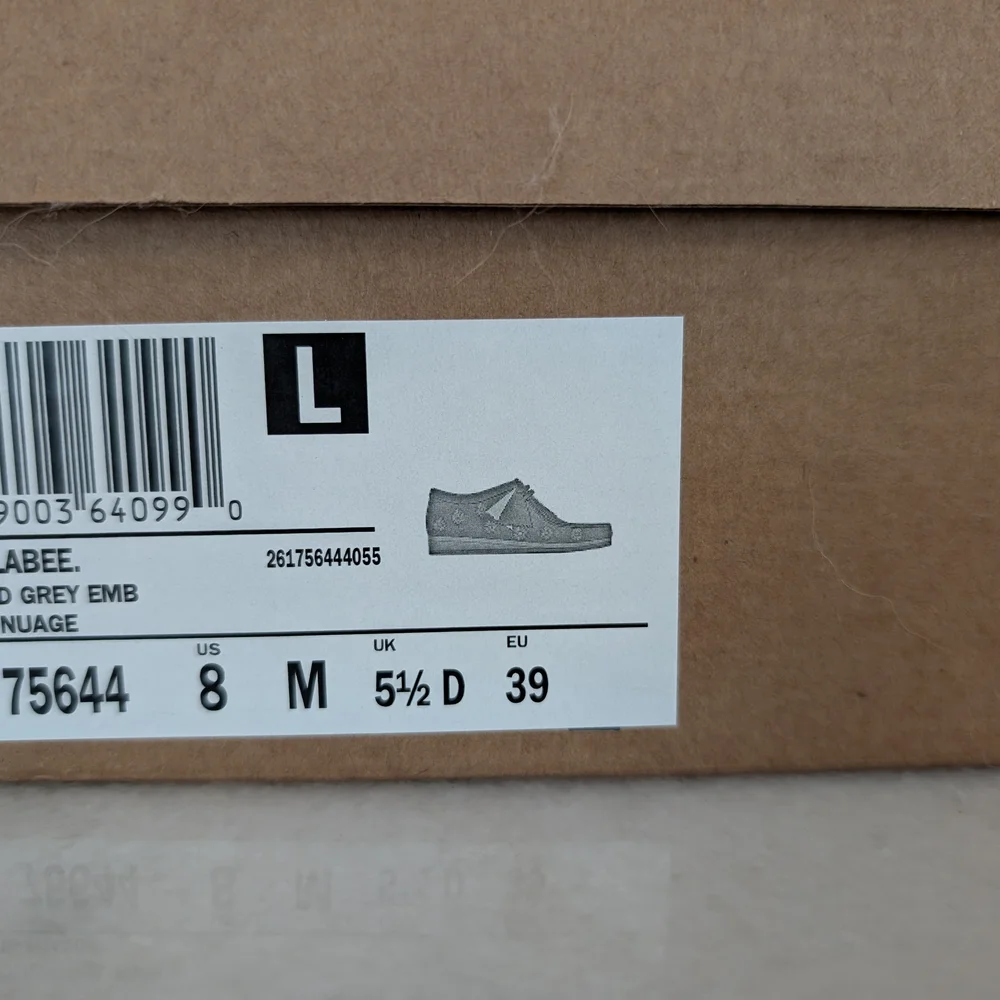 L
9003 64099 0
LABEE.
261756444055
D GREY EMB
NUAGE
US
UK
EU
75644
8
M
5½ D
39